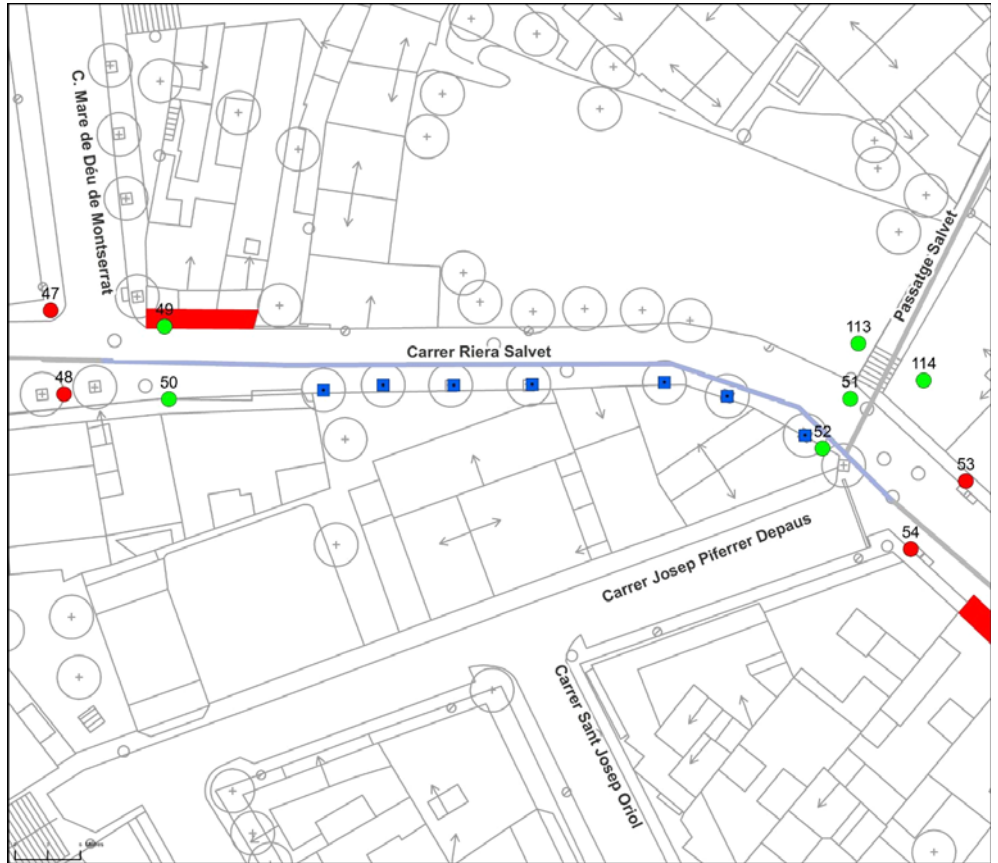 C. Mare de Déu de Montserrat
47
49
Passatge Salvet
113
Carrer Riera Salvet
114
48
50
51
52
53
54
Carrer Josep Piferrer Depaus
Carrer Sant Josep Oriol